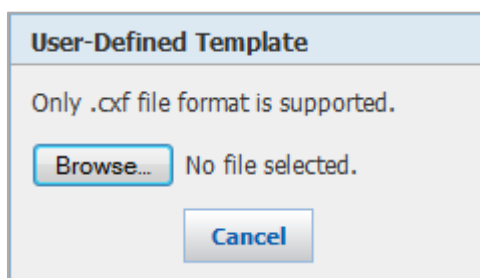 User-Defined Template
Only .cxf file format is supported.
Browse... No file selected.
Cancel